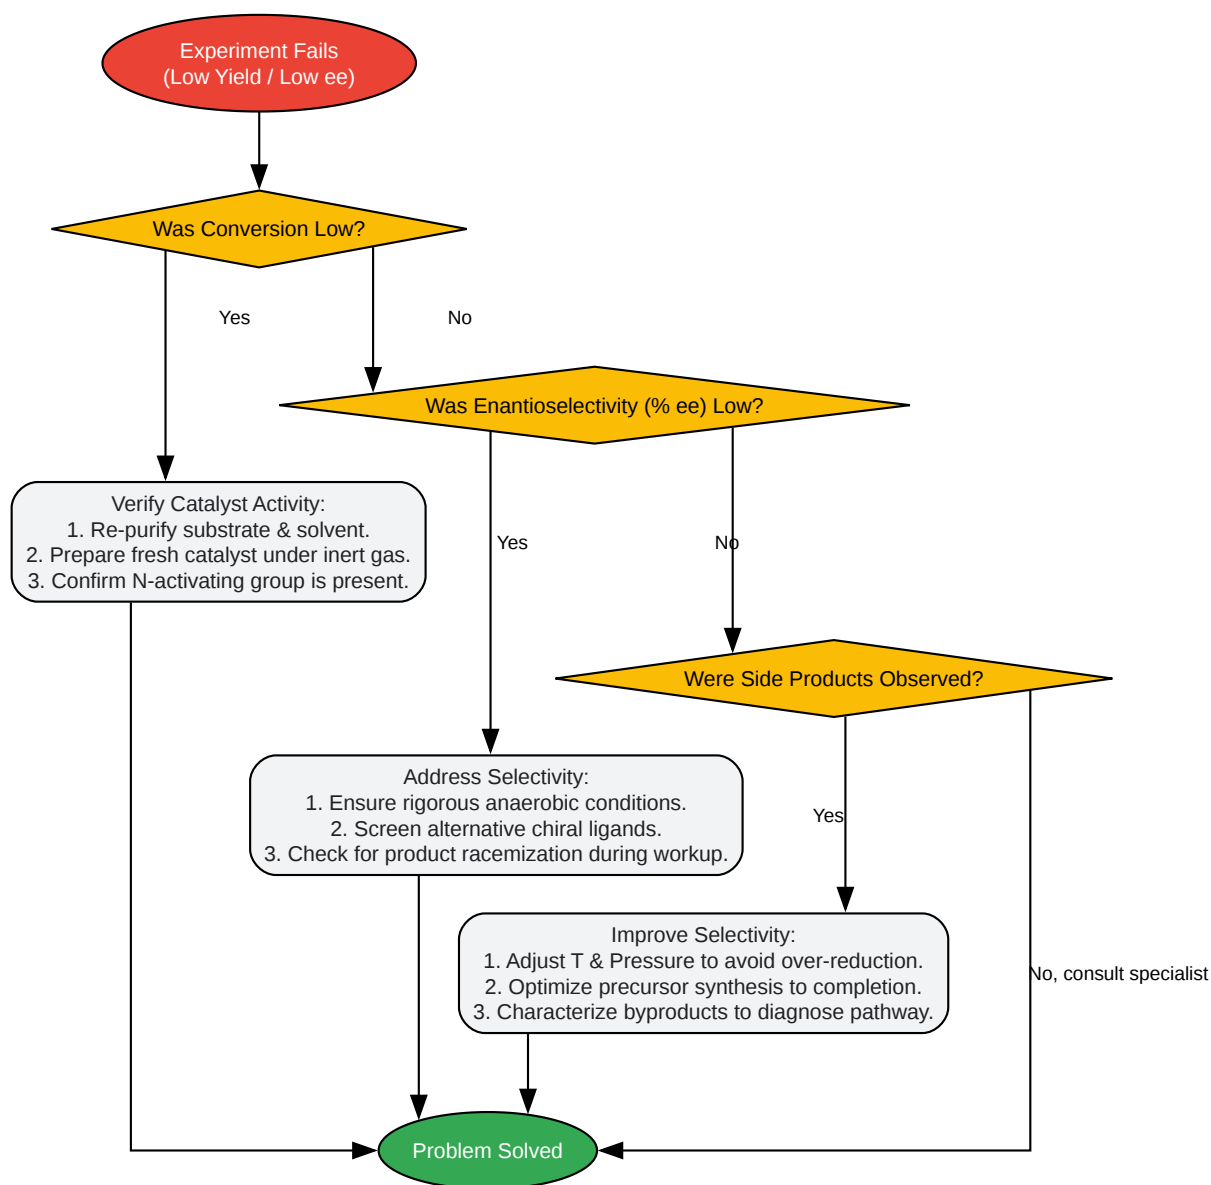 Experiment Fails
(Low Yield / Low ee)
Was Conversion Low?
Yes
No
Was Enantioselectivity (% ee) Low?
Verify Catalyst Activity:
1. Re-purify substrate & solvent.
2. Prepare fresh catalyst under inert gas.
3. Confirm N-activating group is present.
Yes
No
Were Side Products Observed?
Address Selectivity:
1. Ensure rigorous anaerobic conditions.
2. Screen alternative chiral ligands.
3. Check for product racemization during workup.
Yes
Improve Selectivity:
1. Adjust T & Pressure to avoid over-reduction.
2. Optimize precursor synthesis to completion.
3. Characterize byproducts to diagnose pathway.
No, consult specialist
Problem Solved